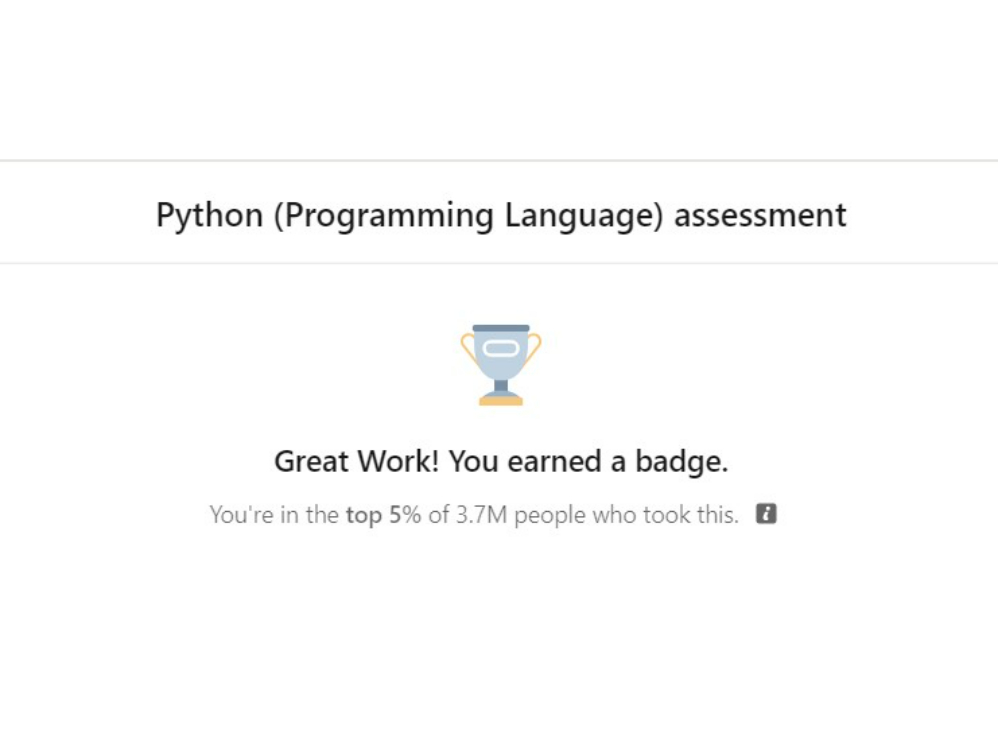 Python (Programming Language) assessment
Great Work! You earned a badge.
You're in the top 5% of 3.7M people who took this.